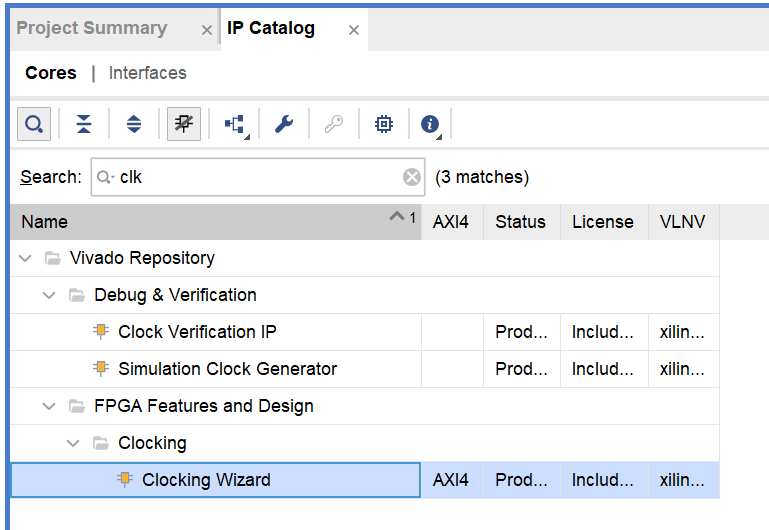 Project Summary × IP Catalog ×
Cores | Interfaces
Search: clk (3 matches)
Name 1 AXI4 Status License VLNV
Vivado Repository
Debug & Verification
Clock Verification IP Prod... Includ... xilin...
Simulation Clock Generator Prod... Includ... xilin...
FPGA Features and Design
Clocking
Clocking Wizard AXI4 Prod... Includ... xilin...